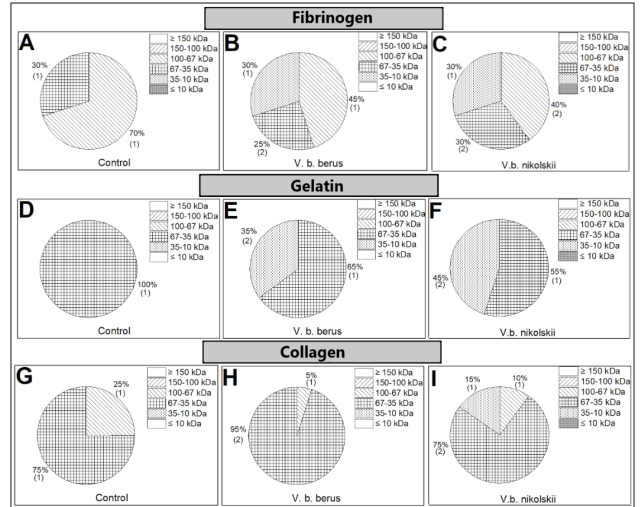 Fibrinogen
A
≥ 150 kDa
150-100 kDa
100-67 kDa
67-35 kDa
35-10 kDa
≤ 10 kDa
30%
(1)
70%
(1)
Control
B
≥ 150 kDa
150-100 kDa
100-67 kDa
67-35 kDa
35-10 kDa
≤ 10 kDa
30%
(1)
45%
(1)
25%
(2)
V. b. berus
C
≥ 150 kDa
150-100 kDa
100-67 kDa
67-35 kDa
35-10 kDa
≤ 10 kDa
30%
(1)
40%
(2)
30%
(2)
V.b. nikolskii
Gelatin
D
≥ 150 kDa
150-100 kDa
100-67 kDa
67-35 kDa
35-10 kDa
≤ 10 kDa
100%
(1)
Control
E
≥ 150 kDa
150-100 kDa
100-67 kDa
67-35 kDa
35-10 kDa
≤ 10 kDa
35%
(2)
65%
(1)
V. b. berus
F
≥ 150 kDa
150-100 kDa
100-67 kDa
67-35 kDa
35-10 kDa
≤ 10 kDa
45%
(2)
55%
(1)
V.b. nikolskii
Collagen
G
≥ 150 kDa
150-100 kDa
100-67 kDa
67-35 kDa
35-10 kDa
≤ 10 kDa
25%
(1)
75%
(1)
Control
H
≥ 150 kDa
150-100 kDa
100-67 kDa
67-35 kDa
35-10 kDa
≤ 10 kDa
5%
(1)
95%
(2)
V. b. berus
I
≥ 150 kDa
150-100 kDa
100-67 kDa
67-35 kDa
35-10 kDa
≤ 10 kDa
15%
(1)
10%
(1)
75%
(2)
V.b. nikolskii